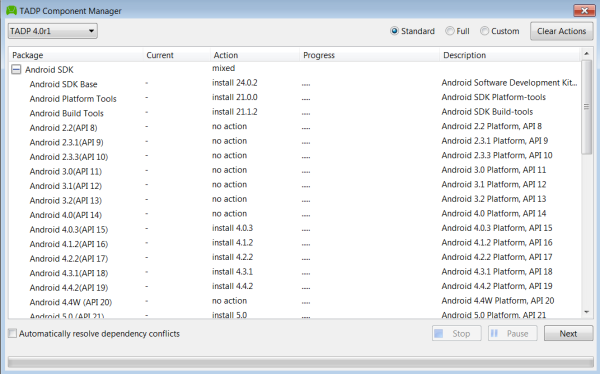 TADP Component Manager
TADP 4.0r1 Standard Full Custom Clear Actions
Package Current Action Progress Description
Android SDK mixed
Android SDK Base - install 24.0.2 ..... Android Software Development Kit...
Android Platform Tools - install 21.0.0 ..... Android SDK Platform-tools
Android Build Tools - install 21.1.2 ..... Android SDK Build-tools
Android 2.2(API 8) - no action ..... Android 2.2 Platform, API 8
Android 2.3.1(API 9) - no action ..... Android 2.3.1 Platform, API 9
Android 2.3.3(API 10) - no action ..... Android 2.3.3 Platform, API 10
Android 3.0(API 11) - no action ..... Android 3.0 Platform, API 11
Android 3.1(API 12) - no action ..... Android 3.1 Platform, API 12
Android 3.2(API 13) - no action ..... Android 3.2 Platform, API 13
Android 4.0(API 14) - no action ..... Android 4.0 Platform, API 14
Android 4.0.3(API 15) - install 4.0.3 ..... Android 4.0.3 Platform, API 15
Android 4.1.2(API 16) - install 4.1.2 ..... Android 4.1.2 Platform, API 16
Android 4.2.2(API 17) - install 4.2.2 ..... Android 4.2.2 Platform, API 17
Android 4.3.1(API 18) - install 4.3.1 ..... Android 4.3.1 Platform, API 18
Android 4.4.2(API 19) - install 4.4.2 ..... Android 4.4.2 Platform, API 19
Android 4.4W (API 20) - no action ..... Android 4.4W Platform, API 20
Android 5.0 (API 21) - install 5.0 ..... Android 5.0 Platform, API 21
Automatically resolve dependency conflicts Stop Pause Next